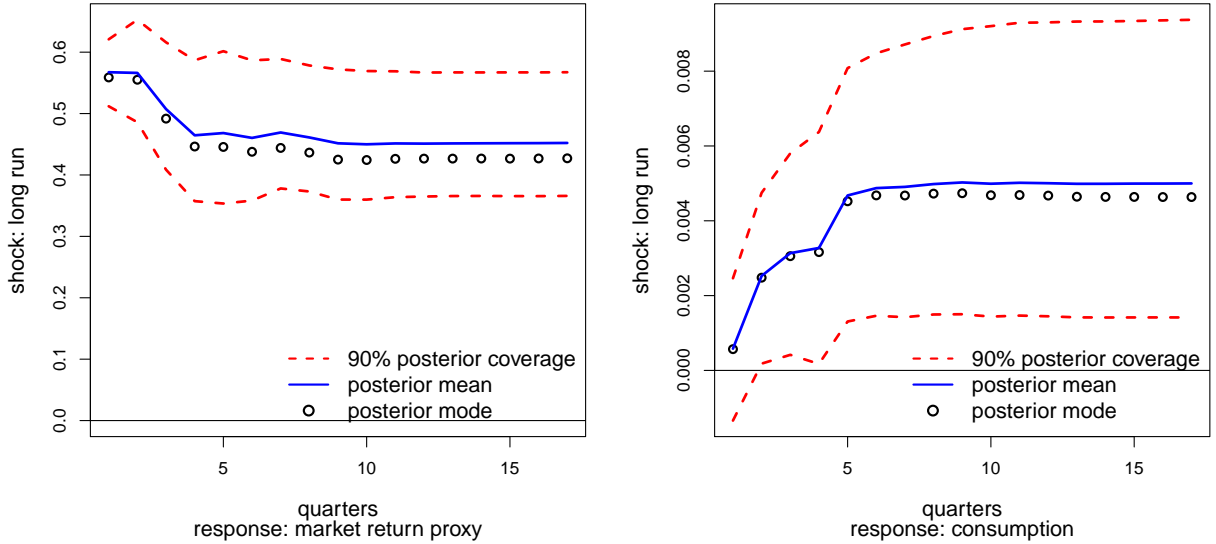 shock: long run
0.0 0.1 0.2 0.3 0.4 0.5 0.6
90% posterior coverage
posterior mean
posterior mode
5 10 15
quarters
response: market return proxy
shock: long run
0.000 0.002 0.004 0.006 0.008
90% posterior coverage
posterior mean
posterior mode
5 10 15
quarters
response: consumption